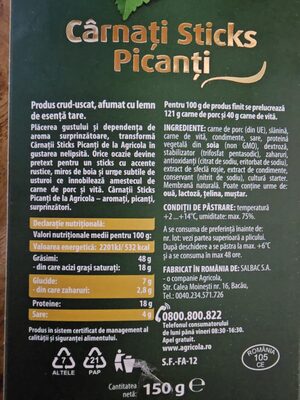 Cârnați Sticks
Picanți
Produs crud-uscat, afumat cu lemn
de esență tare.
Plăcerea gustului și dependența de
aroma surprinzătoare, transformă
Cârnații Sticks Picanți de la Agricola în
gustarea nelipsită. Orice ocazie devine
pretext pentru un sticks cu accente
rustice, miros de boia și urșe subtile de
usturoi ce înnobilează amestecul de
carne de porc și vită. Cârnații Sticks
Picanți de la Agricola – aromați, picanți,
surprinzători.
Declarație nutrițională:
Valori nutriționale medii pentru 100 g:
Valoarea energetică: 2201kJ/ 532 kcal
Grăsimi: 48 g
- din care acizi grași saturați: 18 g
Glucide: 7 g
- din care zaharuri: 2,8 g
Proteine: 18 g
Sare: 4 g
Produs in sistem certificat de management al
calității și siguranței alimentului.
7
ALTELE
21
PAP
Cantitatea
netă:
150 g e
Pentru 100 g de produs finit se prelucrează
121 g carne de porc și 40 g carne de vită.
INGREDIENTE: carne de porc (din UE), slănină,
carne de vită, condimente, sare, proteină
vegetală din soia (non GMO), dextroză,
stabilizator (trifosfat pentasodic), zaharuri,
antioxidanți (citrat de sodiu, eritorbat de sodiu),
extract de sfeclă roșie, extracte de condimente,
conservant (nitrit de sodiu), cultură starter.
Membrană naturală. Poate conține urme de:
ouă, lactoză, țelina, muștar.
CONDIȚII DE PĂSTRARE: temperatura
+2 ...+14°C, umiditate: max. 75%.
A se consuma de preferință înainte de:
nr. lot: vezi partea superioară a plicului.
După deschidere a se păstra la max. +6°C
și a se consuma în max. 48 ore.
FABRICAT ÎN ROMÂNIA DE: SALBAC S.A.
- o companie Agricola,
Str. Calea Moinești nr. 16, Bacău,
Tel.: 0040.234.571.726
0800.800.822
Telefonul consumatorului
de luni până vineri 08:30 -16:30.
Apel gratuit.
www.agricola.ro
S.F.-FA-12
ROMÂNIA
105
CE